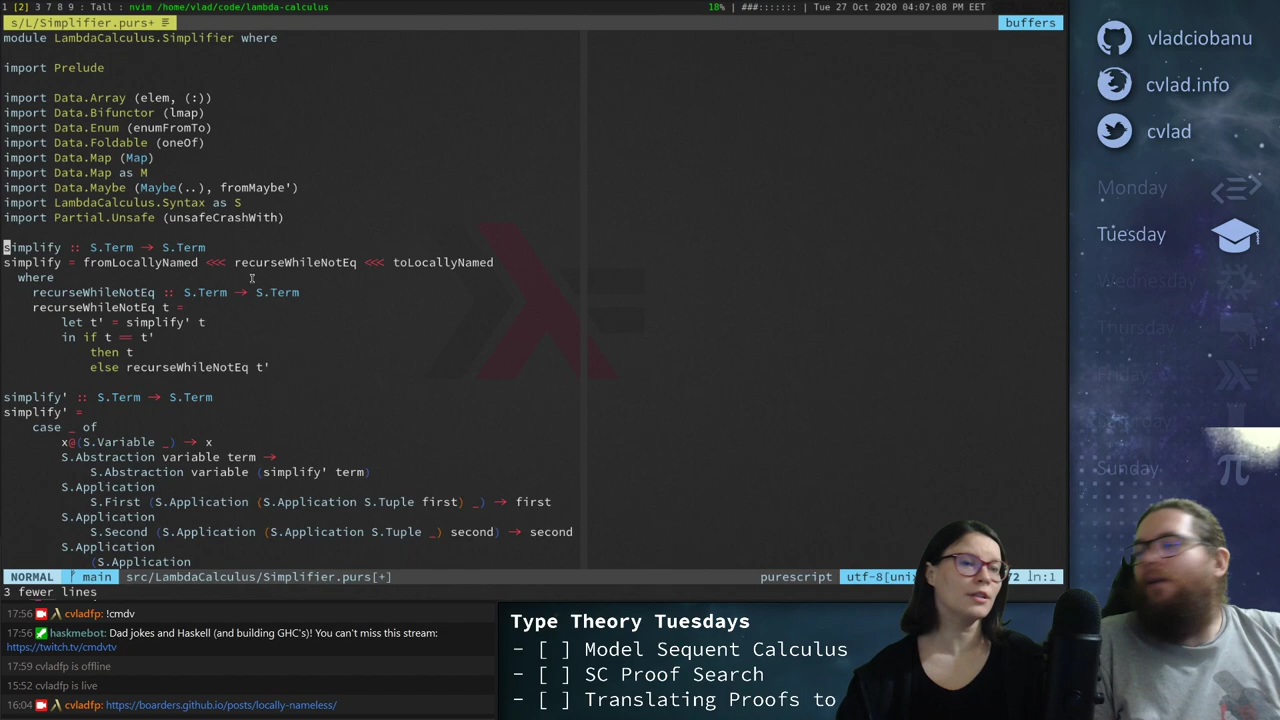 1 [2] 3 7 8 9 : Tall : nvim /home/vlad/code/lambda-calculus
18% | ###::::::: | Tue 27 Oct 2020 04:07:08 PM EET
s/L/Simplifier.purs+
buffers
module LambdaCalculus.Simplifier where
import Prelude
import Data.Array (elem, (:))
import Data.Bifunctor (lmap)
import Data.Enum (enumFromTo)
import Data.Foldable (oneOf)
import Data.Map (Map)
import Data.Map as M
import Data.Maybe (Maybe(..), fromMaybe')
import LambdaCalculus.Syntax as S
import Partial.Unsafe (unsafeCrashWith)
simplify :: S.Term → S.Term
simplify = fromLocallyNamed <<< recurseWhileNotEq <<< toLocallyNamed
where
recurseWhileNotEq :: S.Term → S.Term
recurseWhileNotEq t =
let t' = simplify' t
in if t == t'
then t
else recurseWhileNotEq t'
simplify' :: S.Term → S.Term
simplify' =
case _ of
x@(S.Variable _) → x
S.Abstraction variable term →
S.Abstraction variable (simplify' term)
S.Application
S.First (S.Application (S.Application S.Tuple first) _) → first
S.Application
S.Second (S.Application (S.Application S.Tuple _) second) → second
S.Application
(S.Application
NORMAL main src/LambdaCalculus/Simplifier.purs[+]
purescript utf-8[uni 72 ln:1
3 fewer lines
17:56 cvladfp: !cmdv
17:56 haskmebot: Dad jokes and Haskell (and building GHC's)! You can't miss this stream:
https://twitch.tv/cmdvtv
17:59 cvladfp is offline
15:52 cvladfp is live
16:04 cvladfp: https://boarders.github.io/posts/locally-nameless/
Type Theory Tuesdays
- [ ] Model Sequent Calculus
- [ ] SC Proof Search
- [ ] Translating Proofs to
vladciobanu
cvlad.info
cvlad
Monday
Tuesday
Wednesday
Thursday
Friday
Saturday
Sunday